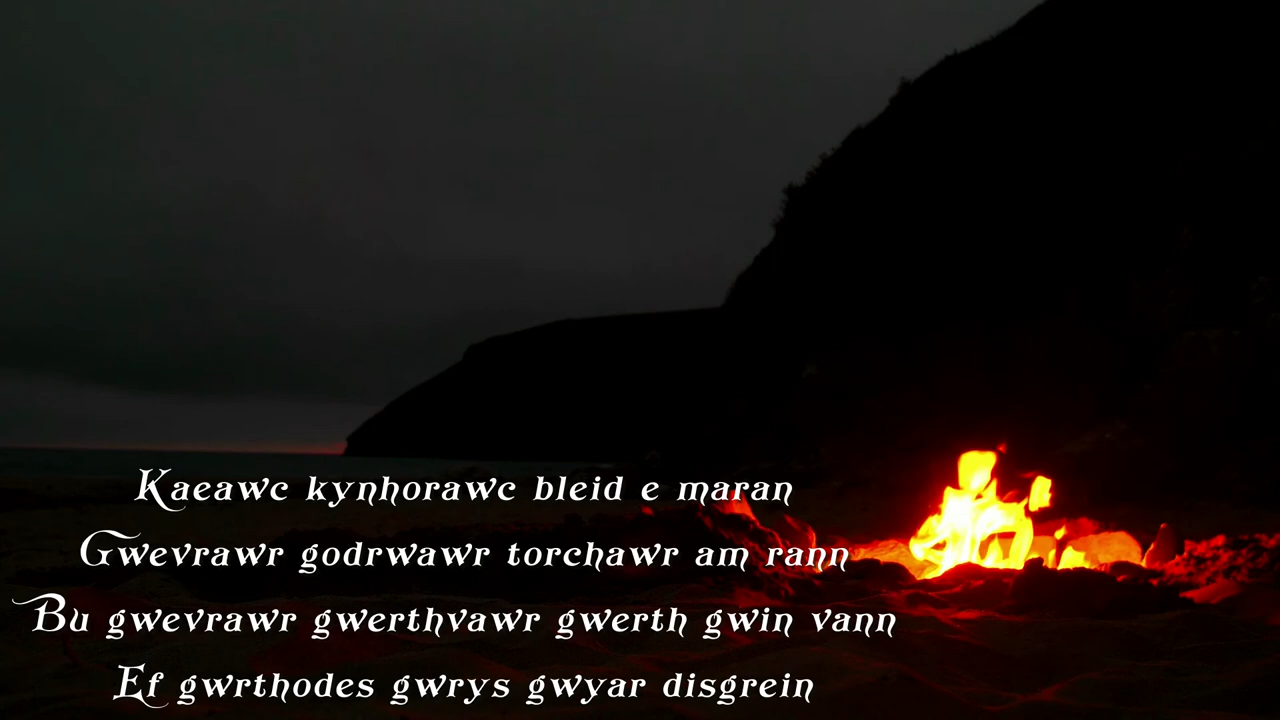 Kaeawc kynhorawc bleid e maran
Gwevrawr godrwawr torchawr am rann
Bu gwevrawr gwerthvawr gwerth gwin vann
Ef gwrthodes gwrys gwyar disgrein